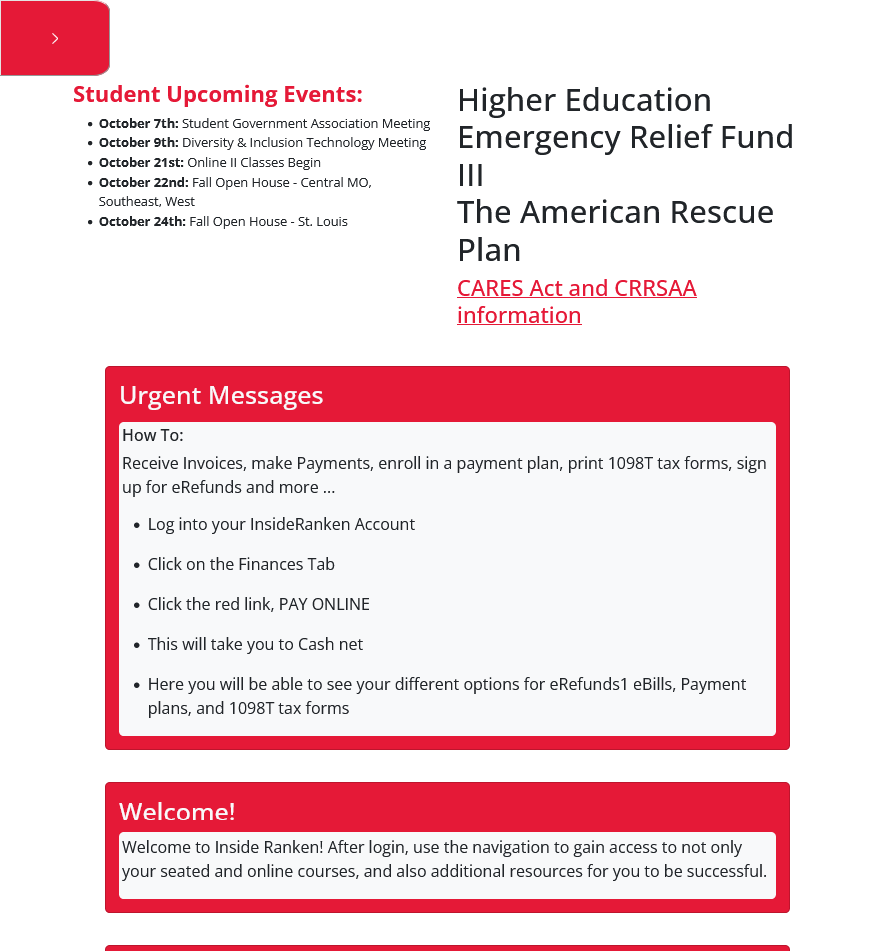 Student Upcoming Events:
• October 7th: Student Government Association Meeting
• October 9th: Diversity & Inclusion Technology Meeting
• October 21st: Online II Classes Begin
• October 22nd: Fall Open House - Central MO,
Southeast, West
• October 24th: Fall Open House - St. Louis
Higher Education
Emergency Relief Fund
III
The American Rescue
Plan
CARES Act and CRRSAA
information
Urgent Messages
How To:
Receive Invoices, make Payments, enroll in a payment plan, print 1098T tax forms, sign
up for eRefunds and more ...
• Log into your InsideRanken Account
• Click on the Finances Tab
• Click the red link, PAY ONLINE
• This will take you to Cash net
• Here you will be able to see your different options for eRefunds1 eBills, Payment
plans, and 1098T tax forms
Welcome!
Welcome to Inside Ranken! After login, use the navigation to gain access to not only
your seated and online courses, and also additional resources for you to be successful.